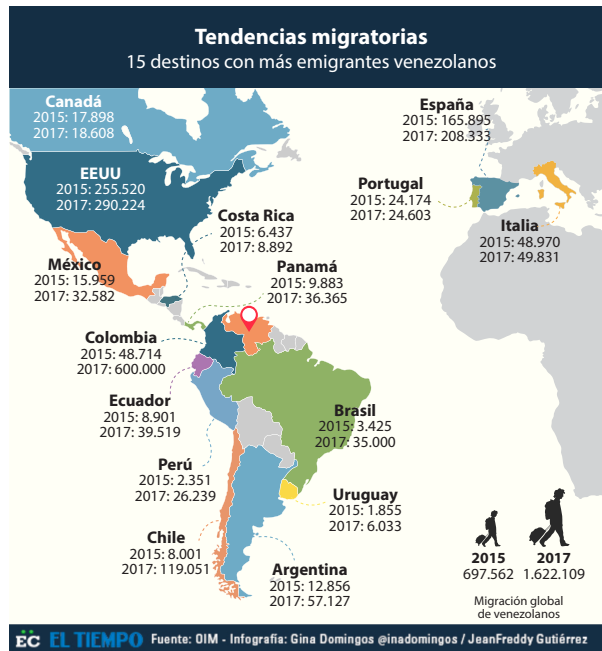 Tendencias migratorias
15 destinos con más emigrantes venezolanos
Canadá
2015: 17.898
2017: 18.608
EEUU
2015: 255.520
2017: 290.224
Costa Rica
2015: 6.437
2017: 8.892
México
2015: 15.959
2017: 32.582
Panamá
2015: 9.883
2017: 36.365
Colombia
2015: 48.714
2017: 600.000
Ecuador
2015: 8.901
2017: 39.519
Perú
2015: 2.351
2017: 26.239
Chile
2015: 8.001
2017: 119.051
Argentina
2015: 12.856
2017: 57.127
Uruguay
2015: 1.855
2017: 6.033
Brasil
2015: 3.425
2017: 35.000
España
2015: 165.895
2017: 208.333
Portugal
2015: 24.174
2017: 24.603
Italia
2015: 48.970
2017: 49.831
2015 2017
697.562 1.622.109
Migración global
de venezolanos
EC EL TIEMPO Fuente: OIM - Infografía: Gina Domingos @inadomingos / JeanFreddy Gutiérrez